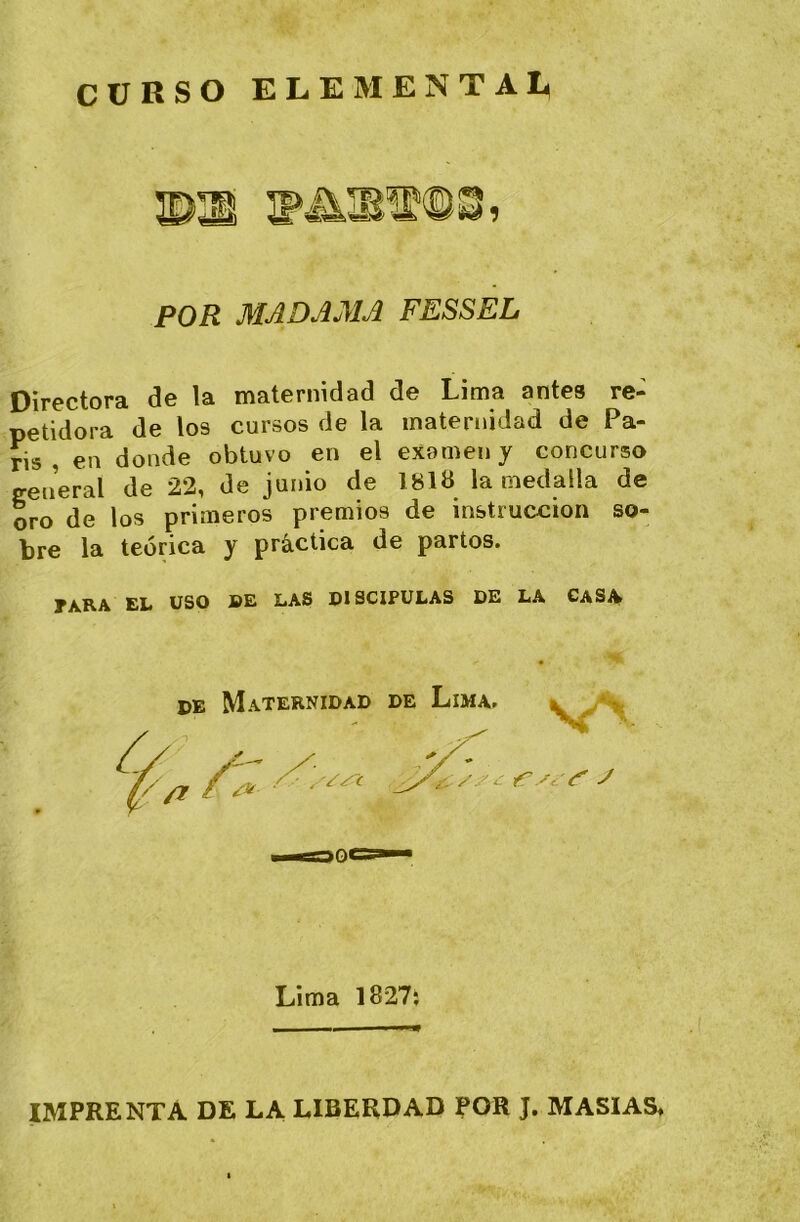 CURSO ELEMENTAL
DE PARTOS,
POR MADAMA FESSEL
Directora de la maternidad de Lima antes re-
petidora de los cursos de la maternidad de Pa-
ris , en donde obtuvo en el examen y concurso
general de 22, de junio de 1818 la medalla de
oro de los primeros premios de instruccion so-
bre la teórica y práctica de partos.
PARA EL USO DE LAS DISCIPULAS DE LA CASA
DE MATERNIDAD DE LIMA.
Lima 1827:
IMPRENTA DE LA LIBERDAD POR J. MASIAS.